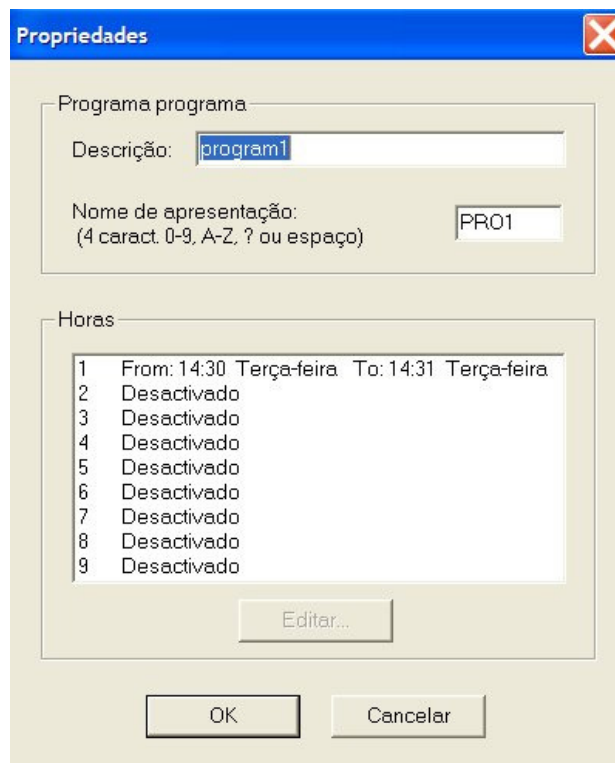 Propriedades
Programa programa
Descrição: program1
Nome de apresentação:
(4 caract. 0-9, A-Z, ? ou espaço)
PRO1
Horas
1 From: 14:30 Terça-feira To: 14:31 Terça-feira
2 Desactivado
3 Desactivado
4 Desactivado
5 Desactivado
6 Desactivado
7 Desactivado
8 Desactivado
9 Desactivado
Editar...
OK Cancelar